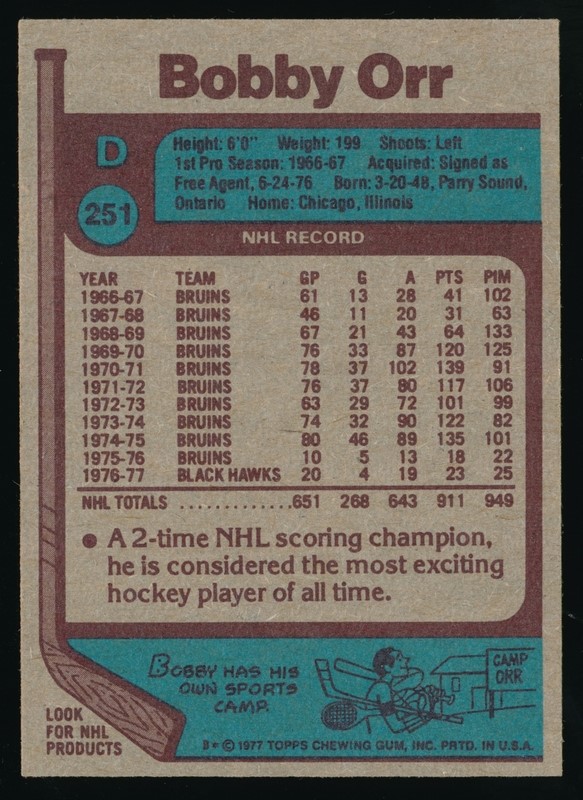 Bobby Orr
D
251
Height: 6'0" Weight: 199 Shoots: Left
1st Pro Season: 1966-67 Acquired: Signed as
Free Agent, 6-24-76 Born: 3-20-48, Parry Sound,
Ontario Home: Chicago, Illinois
NHL RECORD
YEAR TEAM GP G A PTS PIM
1966-67 BRUINS 61 13 28 41 102
1967-68 BRUINS 46 11 20 31 63
1968-69 BRUINS 67 21 43 64 133
1969-70 BRUINS 76 33 87 120 125
1970-71 BRUINS 78 37 102 139 91
1971-72 BRUINS 76 37 80 117 106
1972-73 BRUINS 63 29 72 101 99
1973-74 BRUINS 74 32 90 122 82
1974-75 BRUINS 80 46 89 135 101
1975-76 BRUINS 10 5 13 18 22
1976-77 BLACK HAWKS 20 4 19 23 25
NHL TOTALS .............651 268 643 911 949
• A 2-time NHL scoring champion,
he is considered the most exciting
hockey player of all time.
BOBBY HAS HIS
OWN SPORTS
CAMP.
CAMP
ORR
LOOK
FOR NHL
PRODUCTS
B * © 1977 TOPPS CHEWING GUM, INC. PRTD. IN U.S.A.